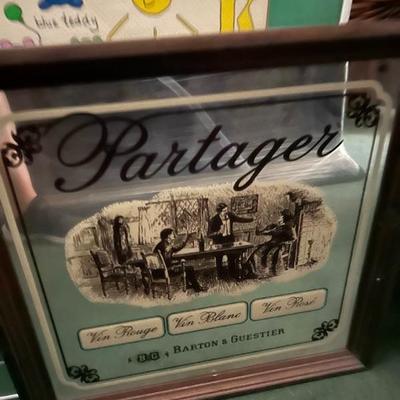 blue teddy
K
Partager
Vin Rouge Vin Blanc Vin Rosé
B&G Barton & Guestier